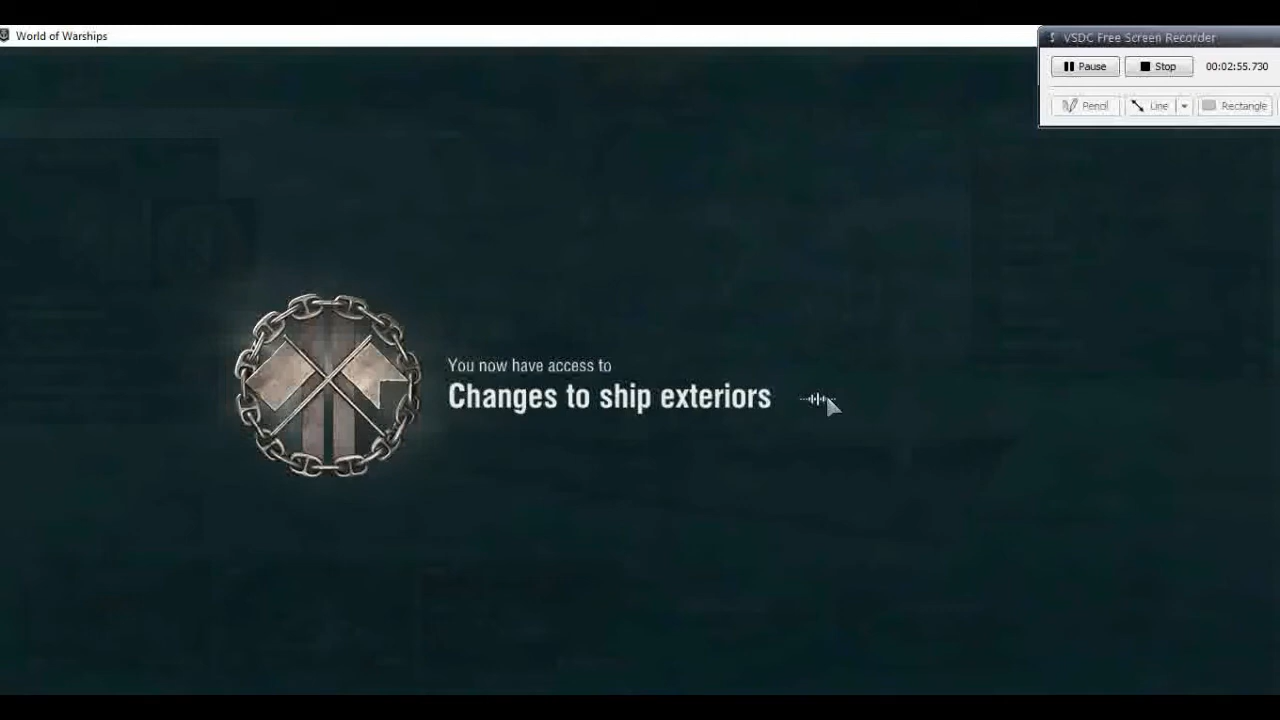 World of Warships
VSDC Free Screen Recorder
Pause
Stop
00:02:55.730
Pencil
Line
Rectangle
You now have access to
Changes to ship exteriors